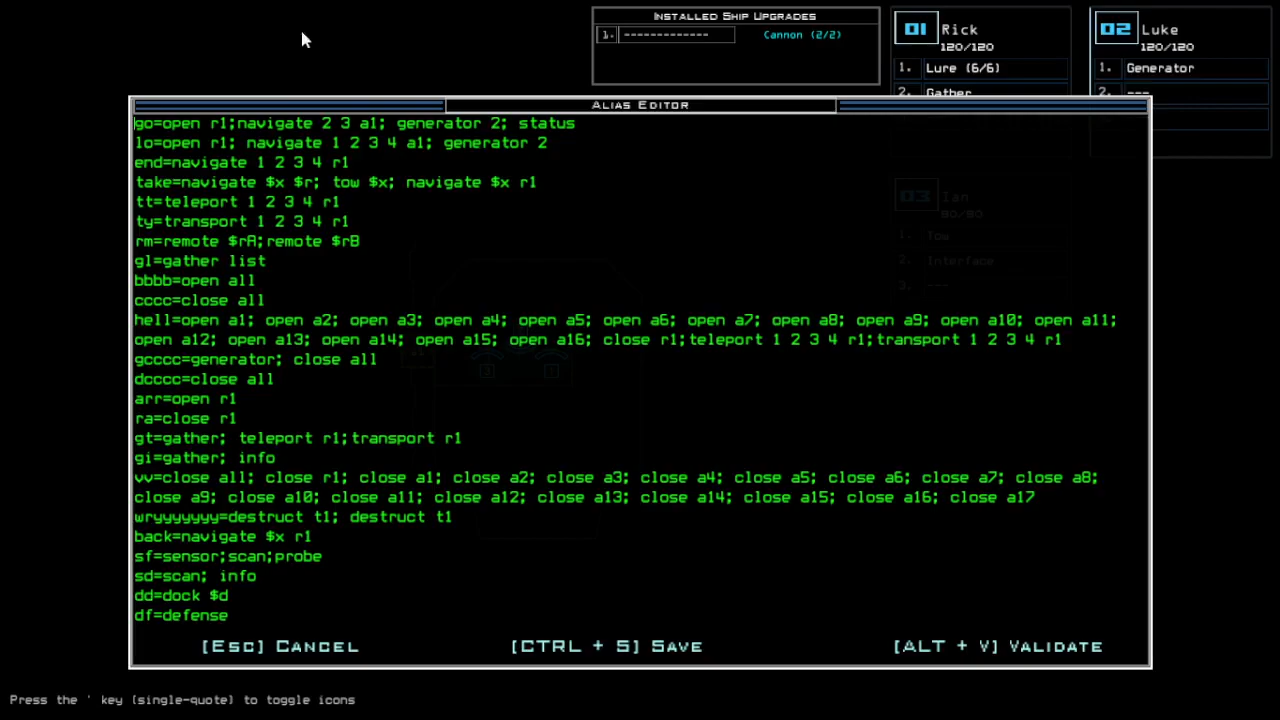 Installed Ship Upgrades
1. ------------- Cannon (2/2)
01 Rick
120/120
1. Lure (6/6)
2. Gather
02 Luke
120/120
1. Generator
2. ---
Alias Editor
go=open r1;navigate 2 3 a1; generator 2; status
lo=open r1; navigate 1 2 3 4 a1; generator 2
end=navigate 1 2 3 4 r1
take=navigate $x $r; tow $x; navigate $x r1
tt=teleport 1 2 3 4 r1
ty=transport 1 2 3 4 r1
rm=remote $rA;remote $rB
gl=gather list
bbbb=open all
cccc=close all
hell=open a1; open a2; open a3; open a4; open a5; open a6; open a7; open a8; open a9; open a10; open a11;
open a12; open a13; open a14; open a15; open a16; close r1;teleport 1 2 3 4 r1;transport 1 2 3 4 r1
gcccc=generator; close all
dcccc=close all
arr=open r1
ra=close r1
gt=gather; teleport r1;transport r1
gi=gather; info
vv=close all; close r1; close a1; close a2; close a3; close a4; close a5; close a6; close a7; close a8;
close a9; close a10; close a11; close a12; close a13; close a14; close a15; close a16; close a17
wryyyyyyy=destruct t1; destruct t1
back=navigate $x r1
sf=sensor;scan;probe
sd=scan; info
dd=dock $d
df=defense
03 Ian
80/80
1. Tow
2. Interface
3. ---
[Esc] Cancel
[CTRL + S] Save
[ALT + V] Validate
Press the ' key (single-quote) to toggle icons